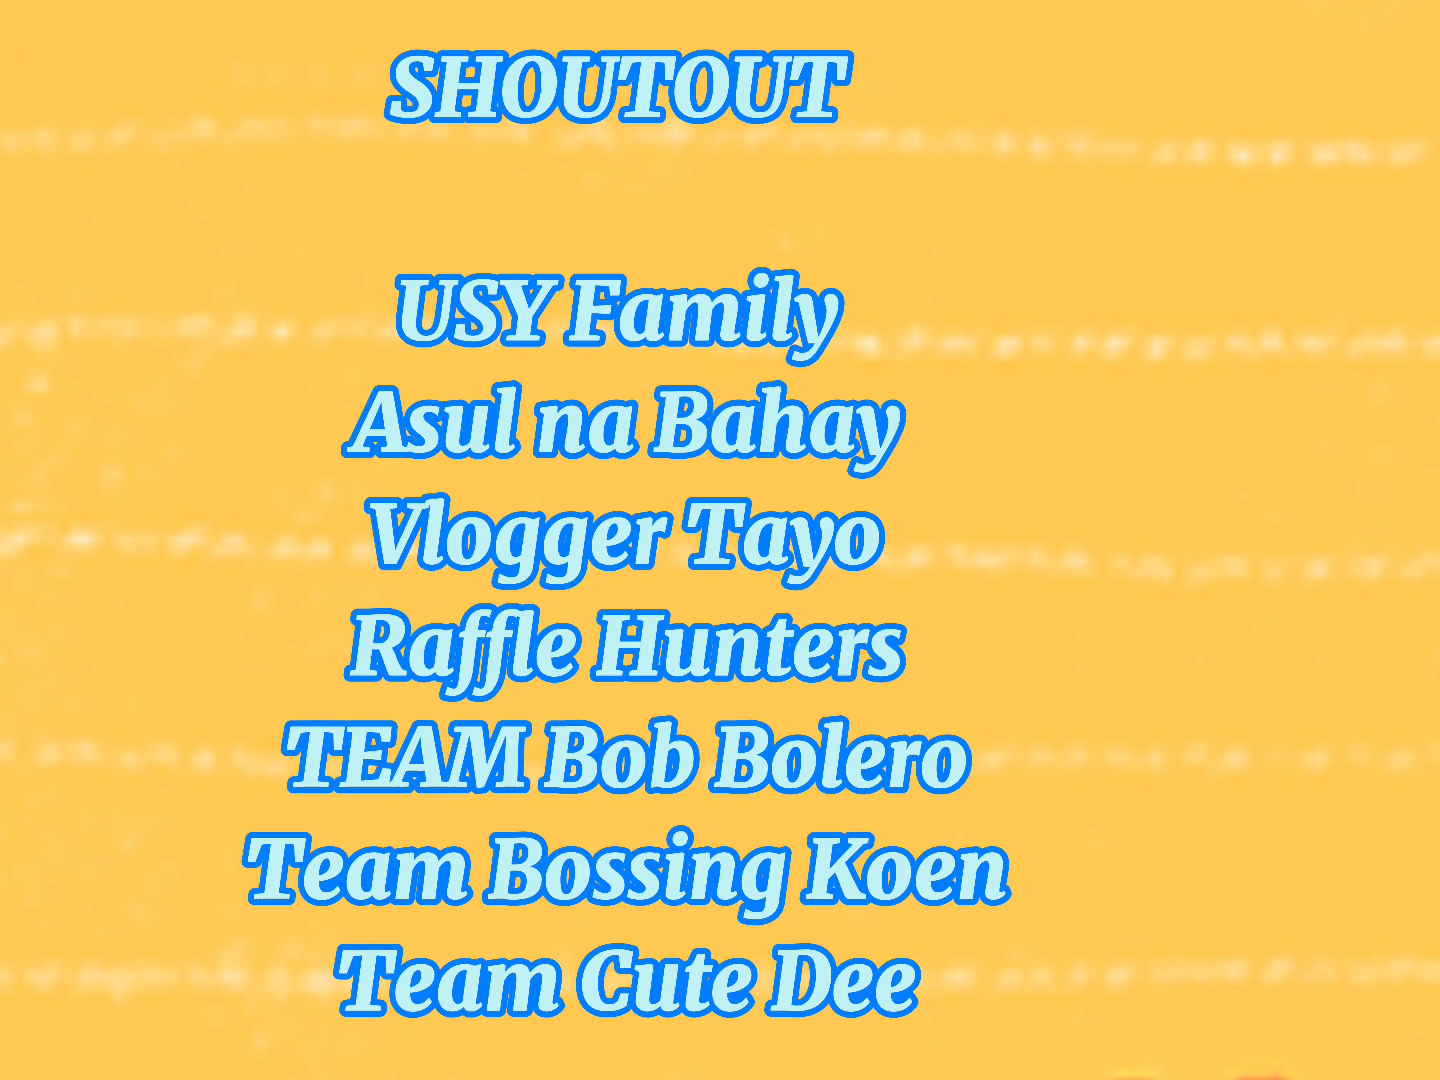 SHOUTOUT
USY Family
Asul na Bahay
Vlogger Tayo
Raffle Hunters
TEAM Bob Bolero
Team Bossing Koen
Team Cute Dee